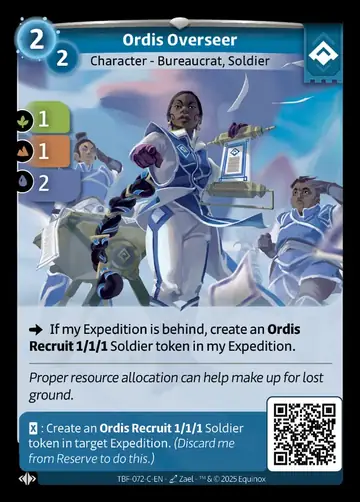 2
Ordis Overseer
2
Character - Bureaucrat, Soldier
1
1
2
➔ If my Expedition is behind, create an Ordis
Recruit 1/1/1 Soldier token in my Expedition.
Proper resource allocation can help make up for lost
ground.
X : Create an Ordis Recruit 1/1/1 Soldier
token in target Expedition. (Discard me
from Reserve to do this.)
TBF-072-C-EN - Zael - ™ & © 2025 Equinox